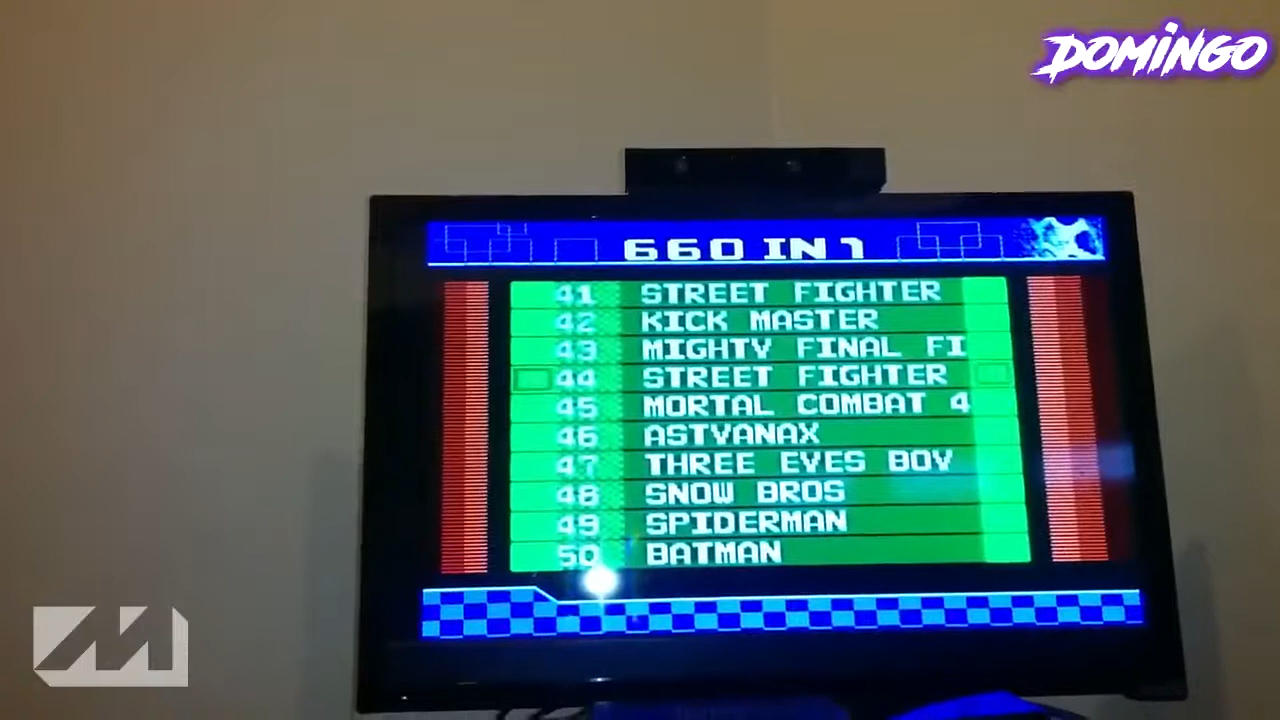 DOMINGO
660 IN 1
41 STREET FIGHTER
42 KICK MASTER
43 MIGHTY FINAL FI
44 STREET FIGHTER
45 MORTAL COMBAT 4
46 ASTYANAX
47 THREE EYES BOY
48 SNOW BROS
49 SPIDERMAN
50 BATMAN